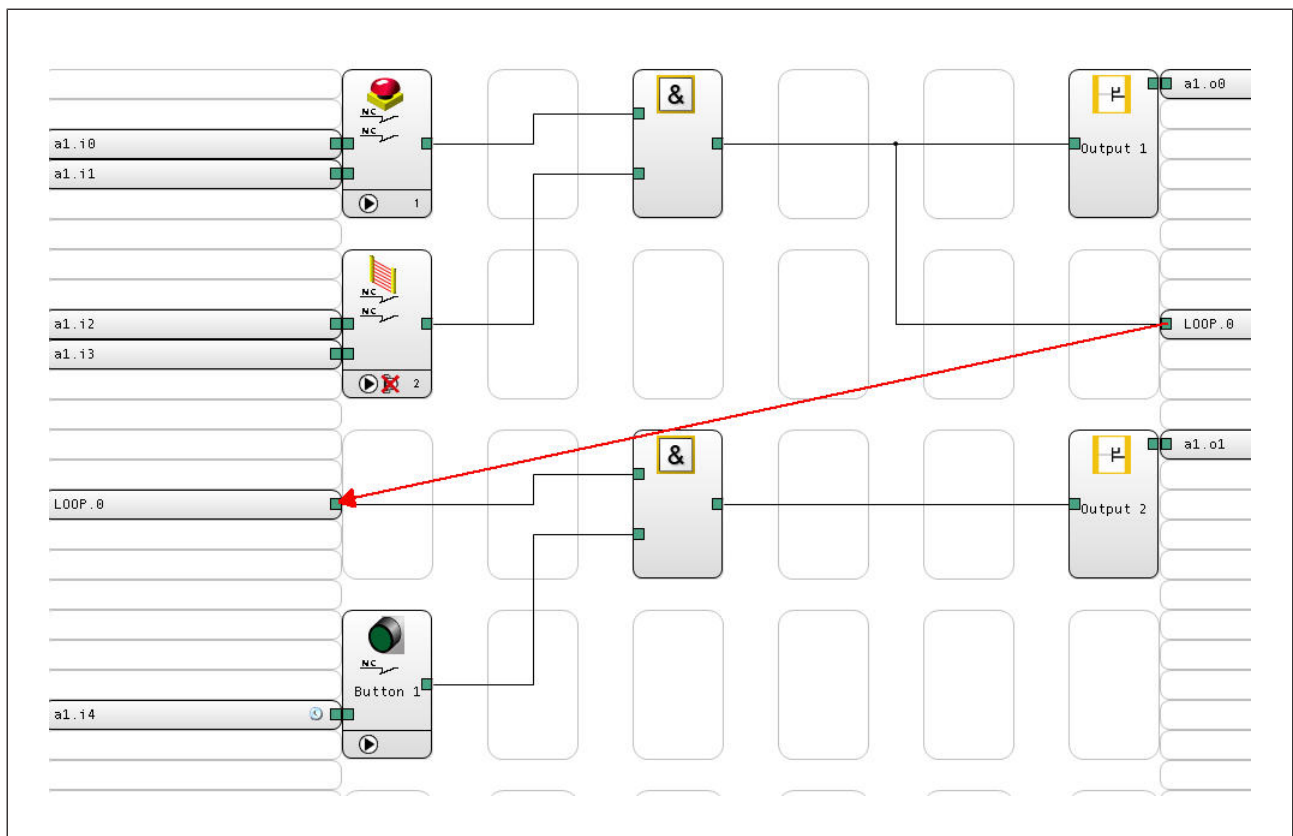 & a1.o0
NC
NC
a1.i0
Output 1
a1.i1
1
NC
NC
a1.i2
LOOP.0
a1.i3
2
& a1.o1
LOOP.0
Output 2
NC
Button 1
a1.i4